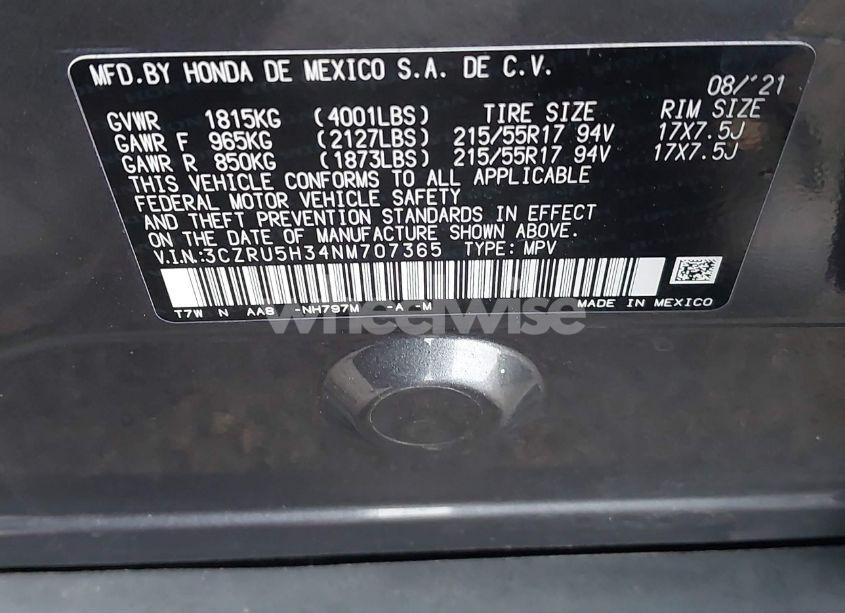 MFD.BY HONDA DE MEXICO S.A. DE C.V.
08/'21
GVWR 1815KG (4001LBS) TIRE SIZE RIM SIZE
GAWR F 965KG (2127LBS) 215/55R17 94V 17X7.5J
GAWR R 850KG (1873LBS) 215/55R17 94V 17X7.5J
THIS VEHICLE CONFORMS TO ALL APPLICABLE
FEDERAL MOTOR VEHICLE SAFETY
AND THEFT PREVENTION STANDARDS IN EFFECT
ON THE DATE OF MANUFACTURE SHOWN ABOVE.
V.I.N:3CZRU5H34NM707365 TYPE: MPV
T7W N AA8 -NH797M -A -M
MADE IN MEXICO
wheelwise